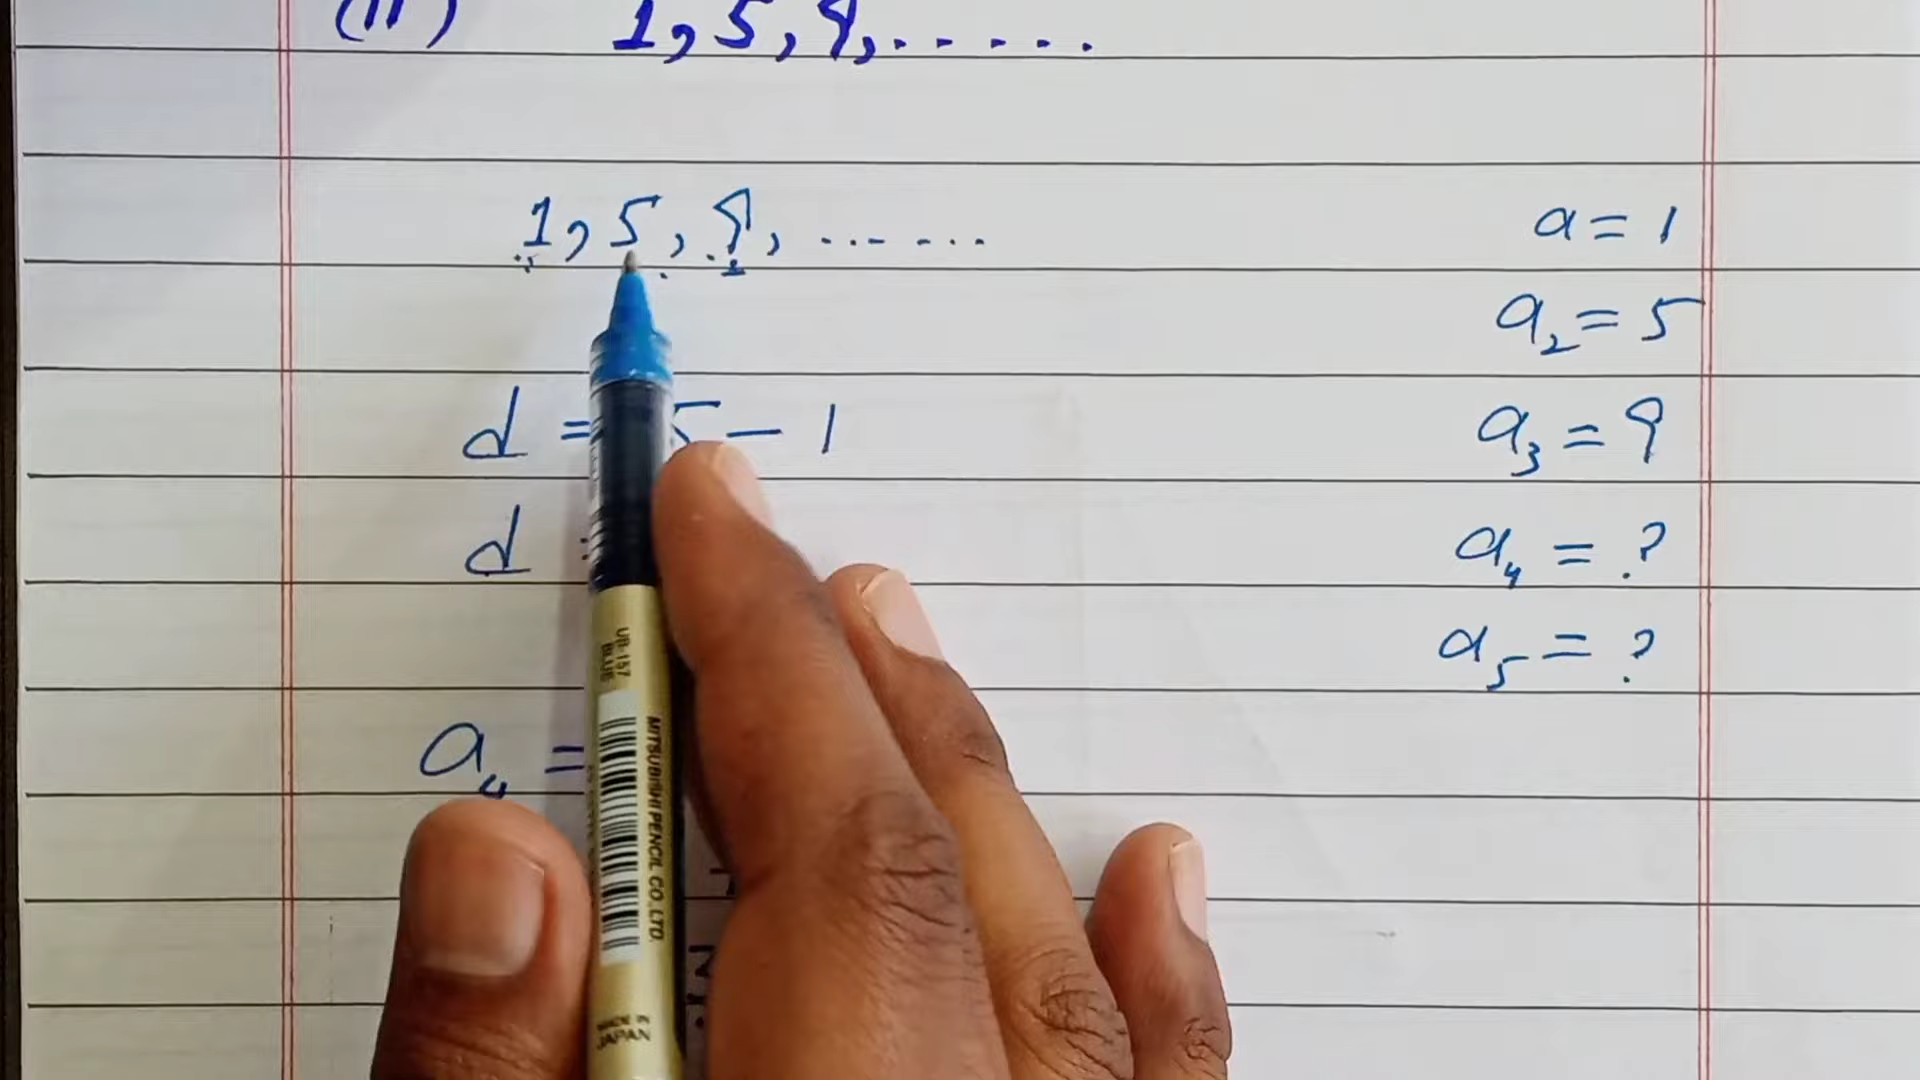 (ii) 1, 5, 9, ......
1, 5, 9, ......
a = 1
a2 = 5
d = 5 - 1
a3 = 9
d =
a4 = ?
a5 = ?
a4 =
UB-157
BLUE
MITSUBISHI PENCIL CO., LTD.
MADE IN
JAPAN